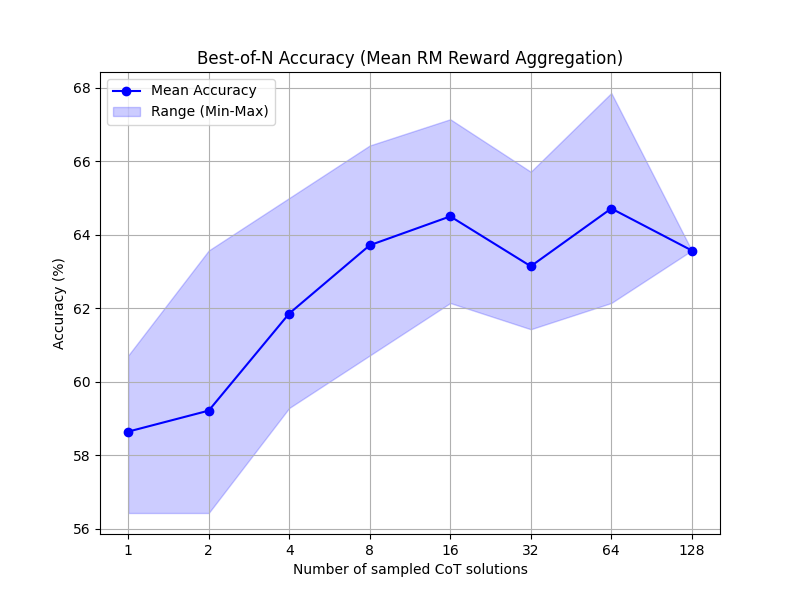 Best-of-N Accuracy (Mean RM Reward Aggregation)
Mean Accuracy
Range (Min-Max)
68
66
64
62
60
58
56
Accuracy (%)
1 2 4 8 16 32 64 128
Number of sampled CoT solutions